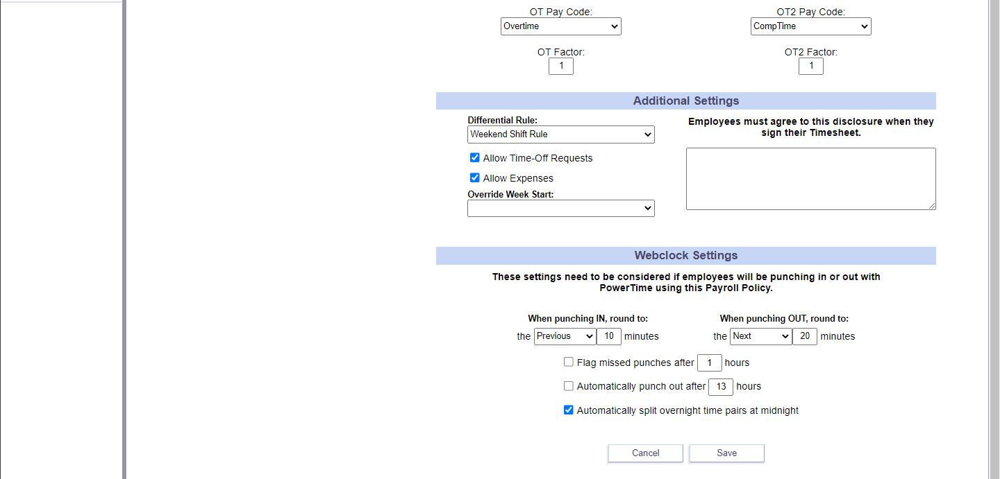 OT Pay Code: OT2 Pay Code:
Overtime CompTime
OT Factor: OT2 Factor:
1 1
Additional Settings
Differential Rule:
Weekend Shift Rule
Allow Time-Off Requests
Allow Expenses
Override Week Start:
Employees must agree to this disclosure when they
sign their Timesheet.
Webclock Settings
These settings need to be considered if employees will be punching in or out with
PowerTime using this Payroll Policy.
When punching IN, round to: When punching OUT, round to:
the Previous 10 minutes the Next 20 minutes
Flag missed punches after 1 hours
Automatically punch out after 13 hours
Automatically split overnight time pairs at midnight
Cancel Save